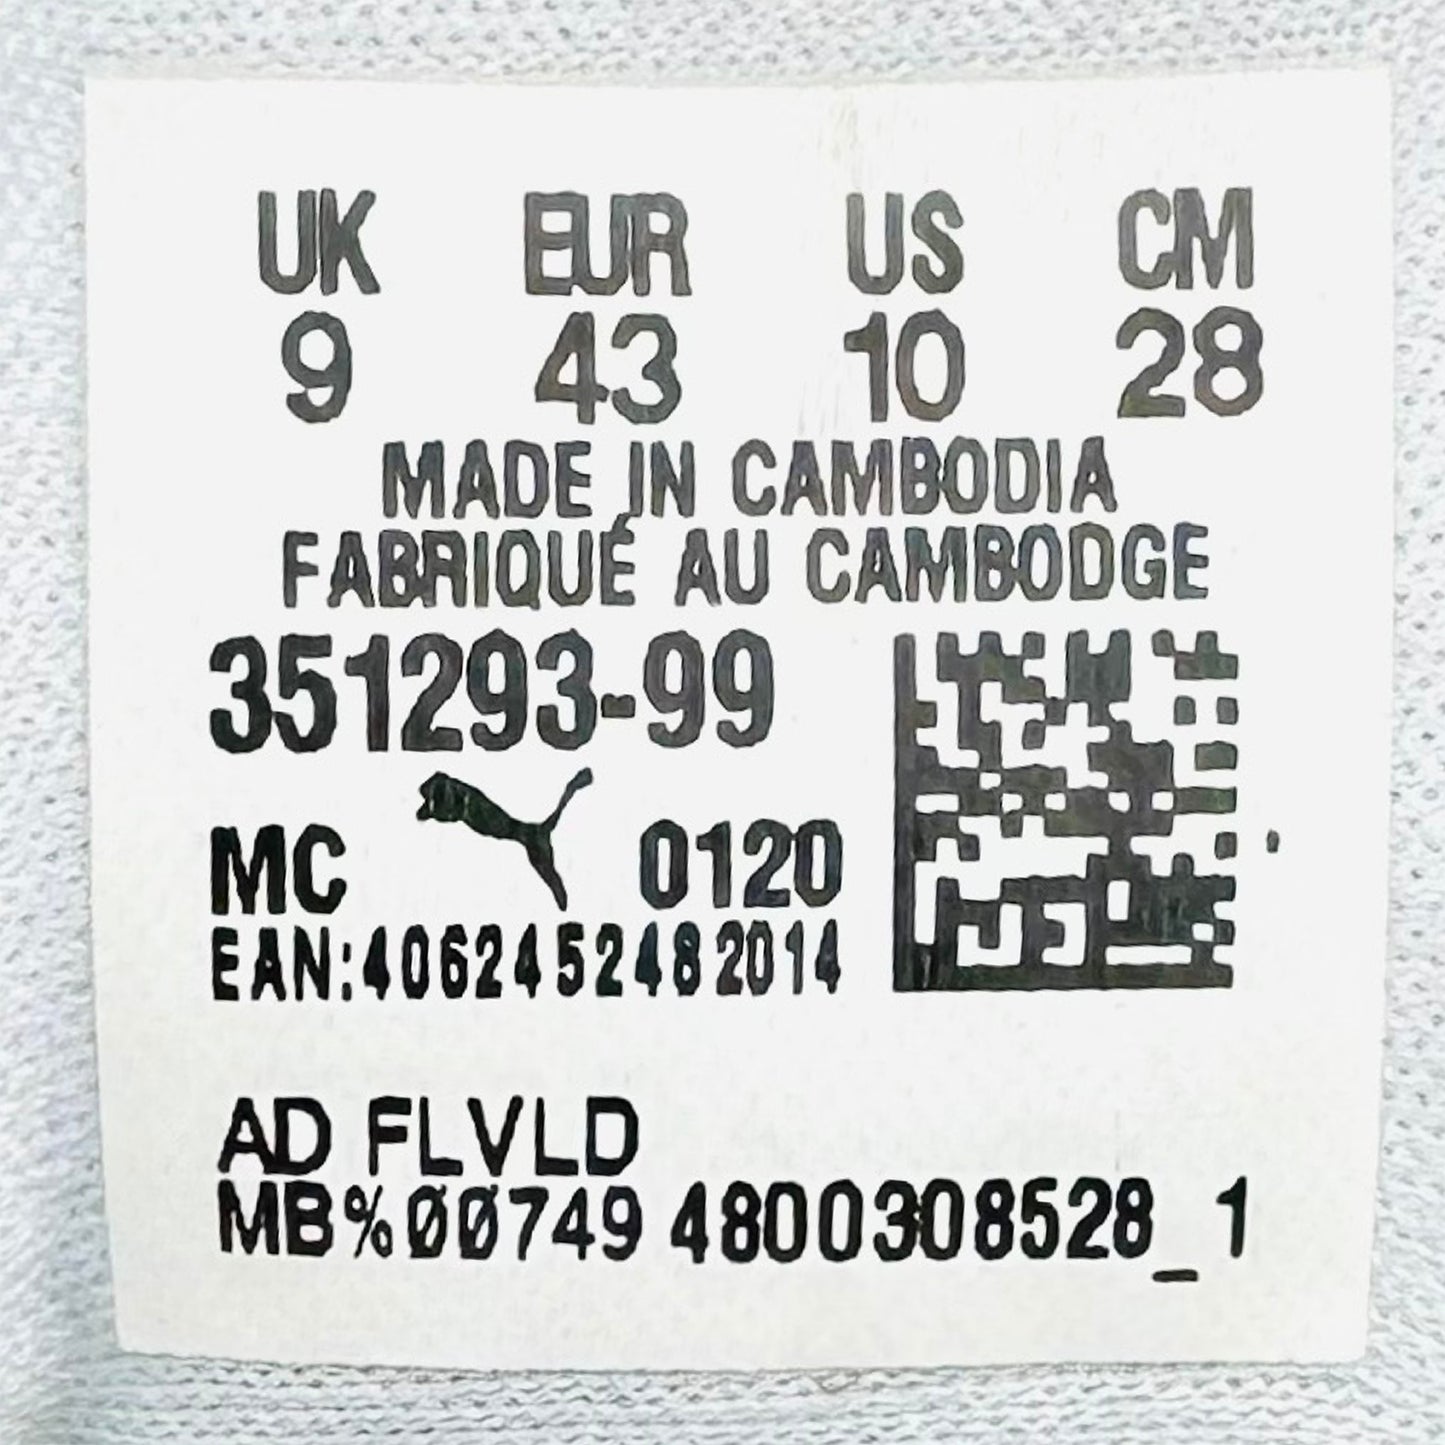 UK EUR US CM
9 43 10 28
MADE IN CAMBODIA
FABRIQUÉ AU CAMBODGE
351293-99
MC 0120
EAN:4062452482014
AD FLVLD
MB%00749 4800308528_1